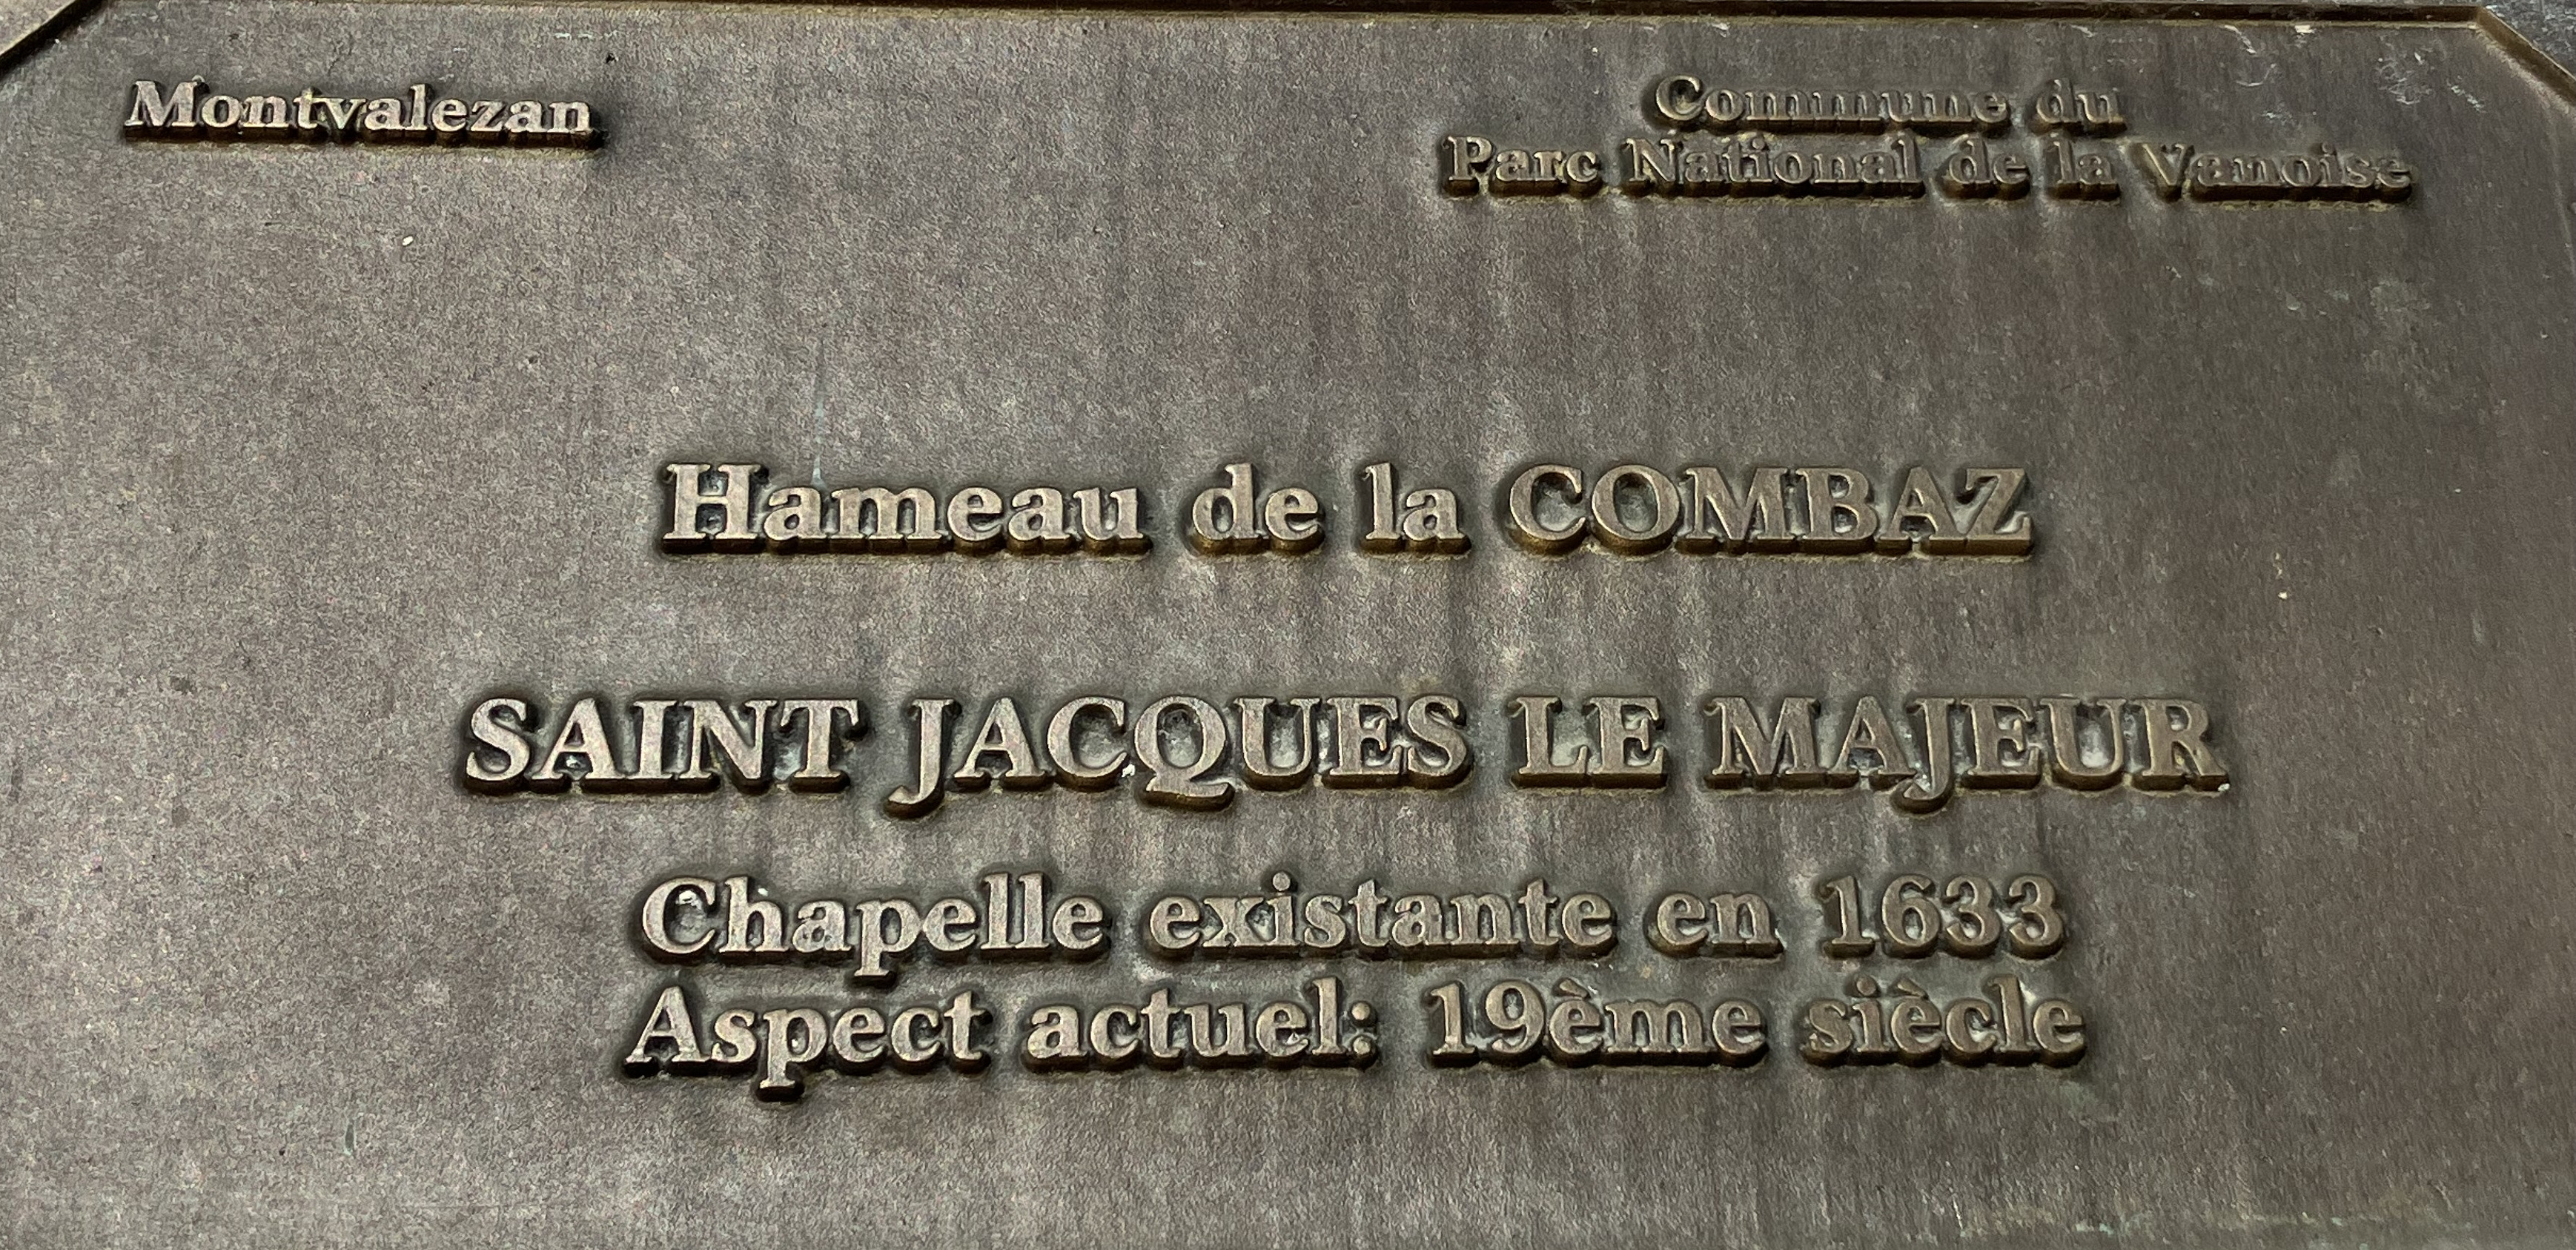 Montvalezan
Commune du
Parc National de la Vanoise
Hameau de la COMBAZ
SAINT JACQUES LE MAJEUR
Chapelle existante en 1633
Aspect actuel: 19ème siècle